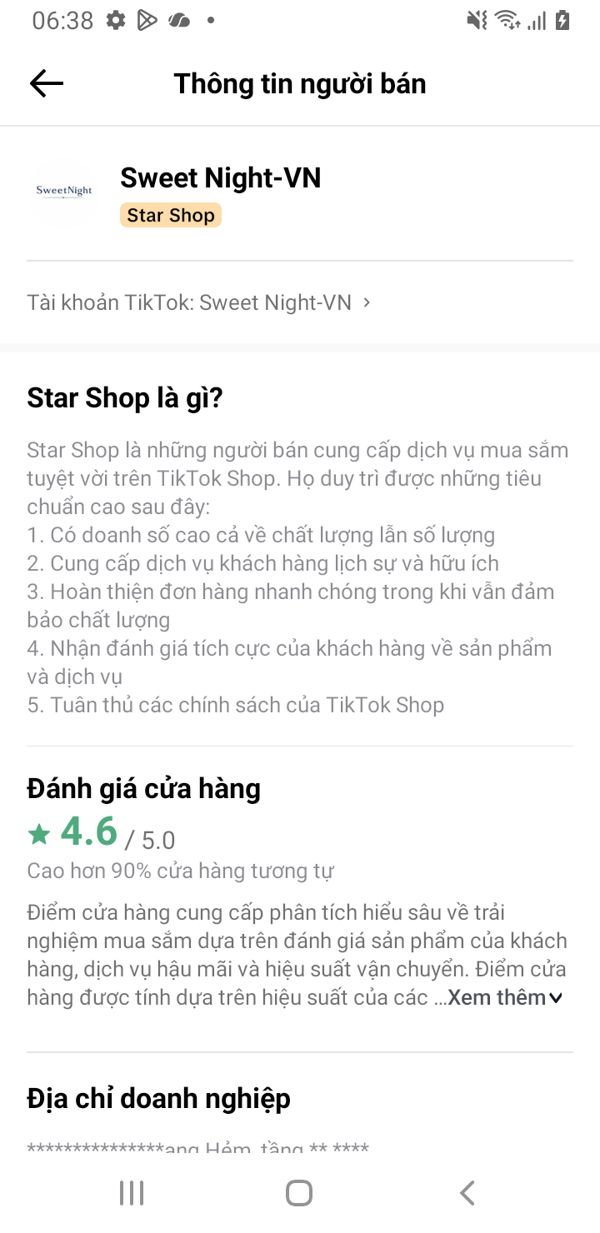 06:38
Thông tin người bán
SweetNight
Sweet Night-VN
Star Shop
Tài khoản TikTok: Sweet Night-VN >
Star Shop là gì?
Star Shop là những người bán cung cấp dịch vụ mua sắm
tuyệt vời trên TikTok Shop. Họ duy trì được những tiêu
chuẩn cao sau đây:
1. Có doanh số cao cả về chất lượng lẫn số lượng
2. Cung cấp dịch vụ khách hàng lịch sự và hữu ích
3. Hoàn thiện đơn hàng nhanh chóng trong khi vẫn đảm
bảo chất lượng
4. Nhận đánh giá tích cực của khách hàng về sản phẩm
và dịch vụ
5. Tuân thủ các chính sách của TikTok Shop
Đánh giá cửa hàng
4.6 / 5.0
Cao hơn 90% cửa hàng tương tự
Điểm cửa hàng cung cấp phân tích hiểu sâu về trải
nghiệm mua sắm dựa trên đánh giá sản phẩm của khách
hàng, dịch vụ hậu mãi và hiệu suất vận chuyển. Điểm cửa
hàng được tính dựa trên hiệu suất của các ...Xem thêm
Địa chỉ doanh nghiệp
***************ang Hẻm, tầng ** ****